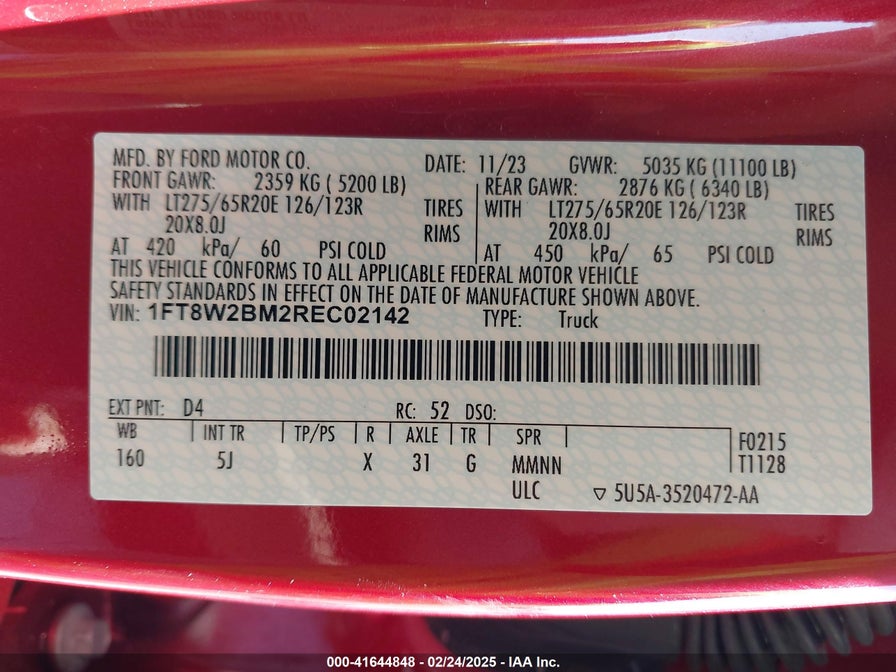 MFD. BY FORD MOTOR CO. DATE: 11/23 GVWR: 5035 KG (11100 LB)
FRONT GAWR: 2359 KG ( 5200 LB) REAR GAWR: 2876 KG ( 6340 LB)
WITH LT275/65R20E 126/123R TIRES WITH LT275/65R20E 126/123R TIRES
20X8.0J RIMS 20X8.0J RIMS
AT 420 kPa/ 60 PSI COLD AT 450 kPa/ 65 PSI COLD
THIS VEHICLE CONFORMS TO ALL APPLICABLE FEDERAL MOTOR VEHICLE
SAFETY STANDARDS IN EFFECT ON THE DATE OF MANUFACTURE SHOWN ABOVE.
VIN: 1FT8W2BM2REC02142 TYPE: Truck
EXT PNT: D4 RC: 52 DSO:
WB INT TR TP/PS R AXLE TR SPR F0215
160 5J X 31 G MMNN T1128
ULC ▽ 5U5A-3520472-AA
000-41644848 - 02/24/2025 - IAA Inc.